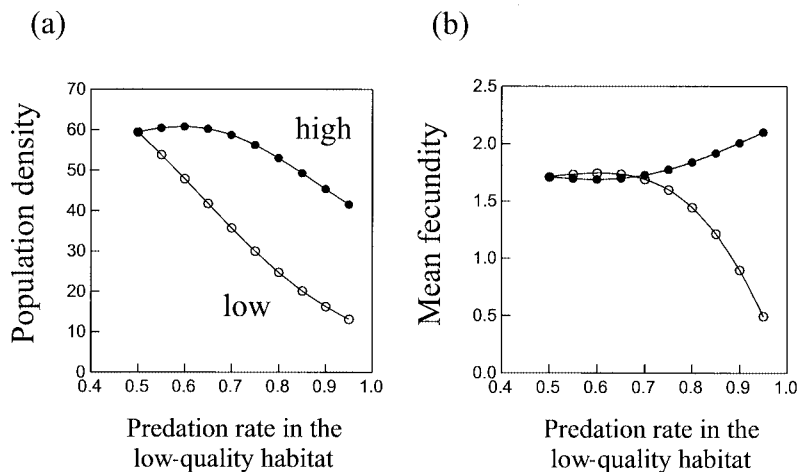 (a)
Population density
70
60
50
40
30
20
10
0
high
low
0.4 0.5 0.6 0.7 0.8 0.9 1.0
Predation rate in the
low-quality habitat
(b)
Mean fecundity
2.5
2.0
1.5
1.0
0.5
0.0
0.4 0.5 0.6 0.7 0.8 0.9 1.0
Predation rate in the
low-quality habitat